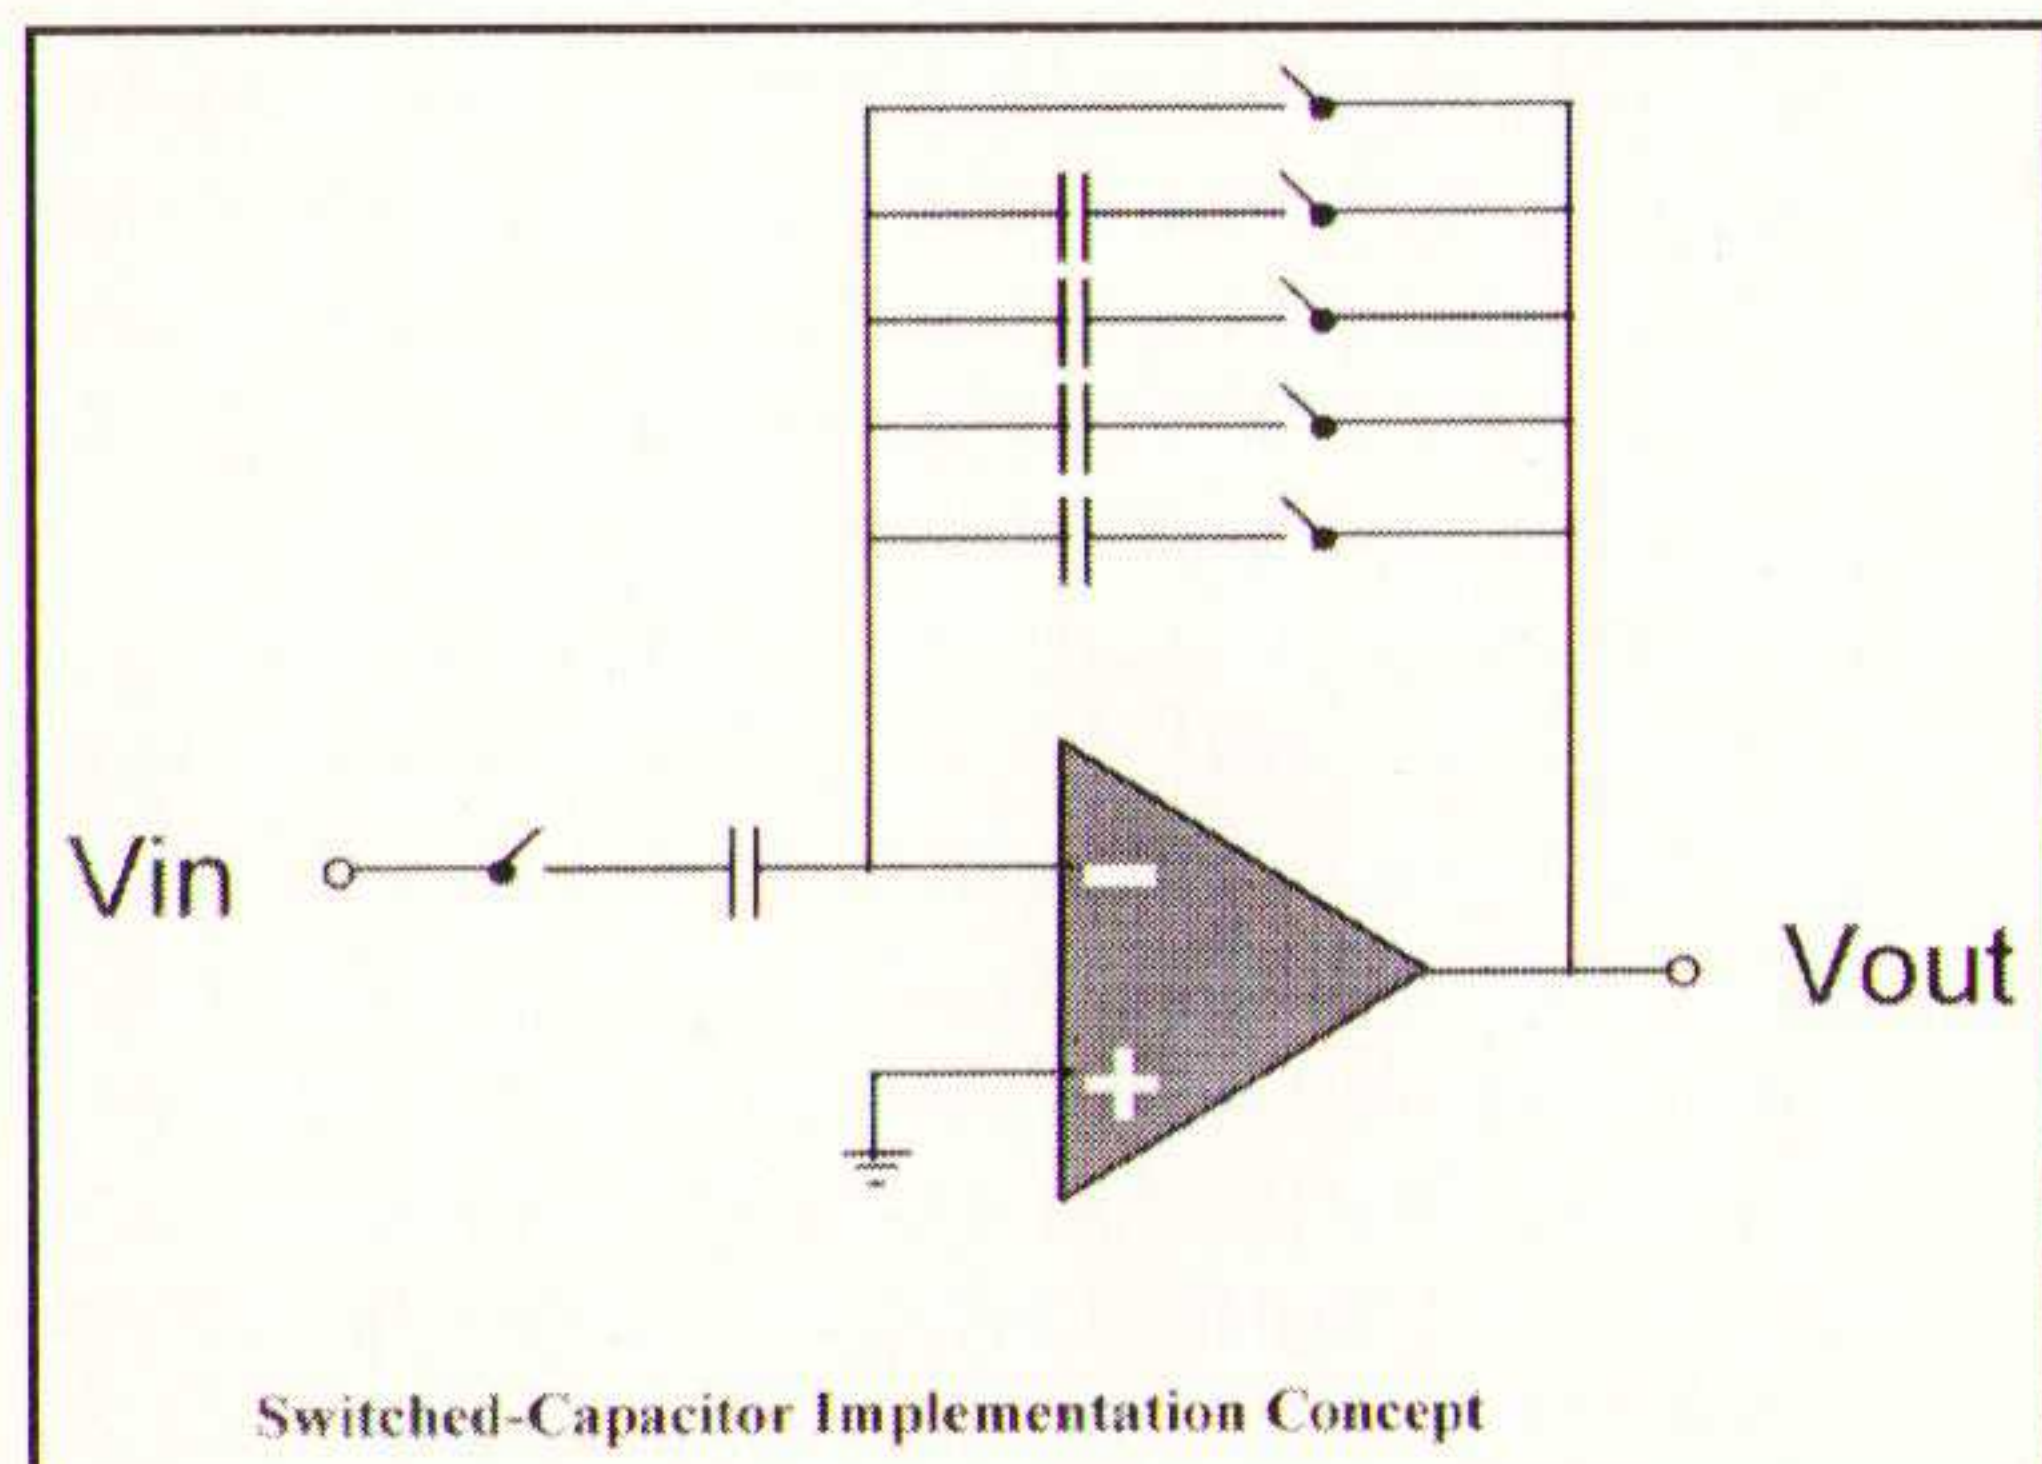 Vin
−
+
Vout
Switched-Capacitor Implementation Concept